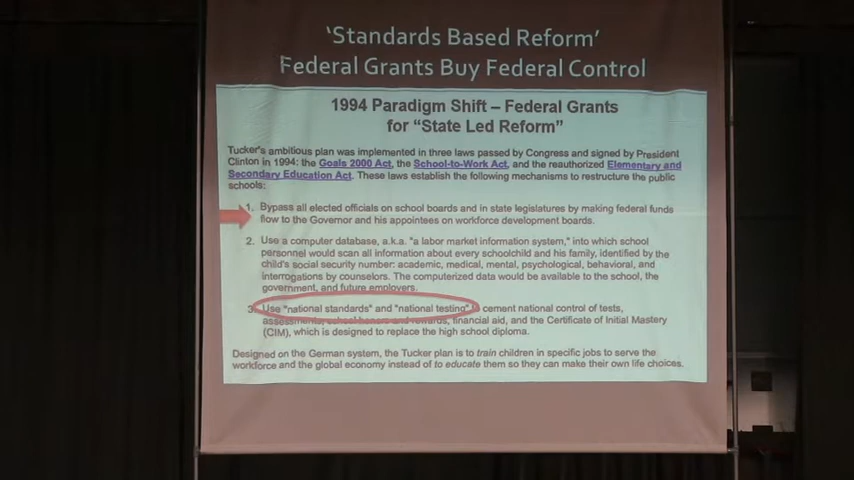 'Standards Based Reform'
Federal Grants Buy Federal Control
1994 Paradigm Shift – Federal Grants
for "State Led Reform"
Tucker's ambitious plan was implemented in three laws passed by Congress and signed by President
Clinton in 1994: the Goals 2000 Act, the School-to-Work Act, and the reauthorized Elementary and
Secondary Education Act. These laws establish the following mechanisms to restructure the public
schools:
1. Bypass all elected officials on school boards and in state legislatures by making federal funds
flow to the Governor and his appointees on workforce development boards.
2. Use a computer database, a.k.a. "a labor market information system," into which school
personnel would scan all information about every schoolchild and his family, identified by the
child's social security number: academic, medical, mental, psychological, behavioral, and
interrogations by counselors. The computerized data would be available to the school, the
government, and future employers.
3. Use "national standards" and "national testing" cement national control of tests,
assessments, school honors and rewards, financial aid, and the Certificate of Initial Mastery
(CIM), which is designed to replace the high school diploma.
Designed on the German system, the Tucker plan is to train children in specific jobs to serve the
workforce and the global economy instead of to educate them so they can make their own life choices.